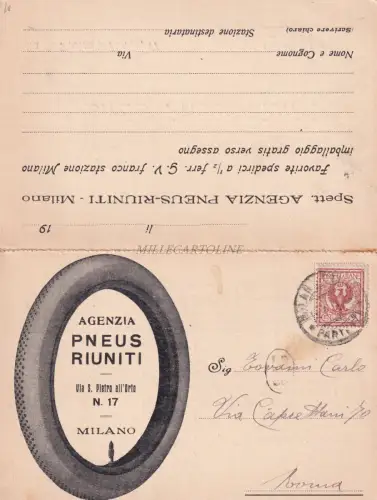 (Scrivere chiaro)
Stazione destinataria
Nome e Cognome
Via
imballaggio gratis verso assegno
Favorite spedirci a ½ ferr. G. V. franco stazione Milano
Spett. AGENZIA PNEUS-RIUNITI - Milano
li 19
MILLECARTOLINE
AGENZIA
PNEUS
RIUNITI
Via S. Pietro all'Orto
N. 17
MILANO
Sig Carlo
Via
Roma